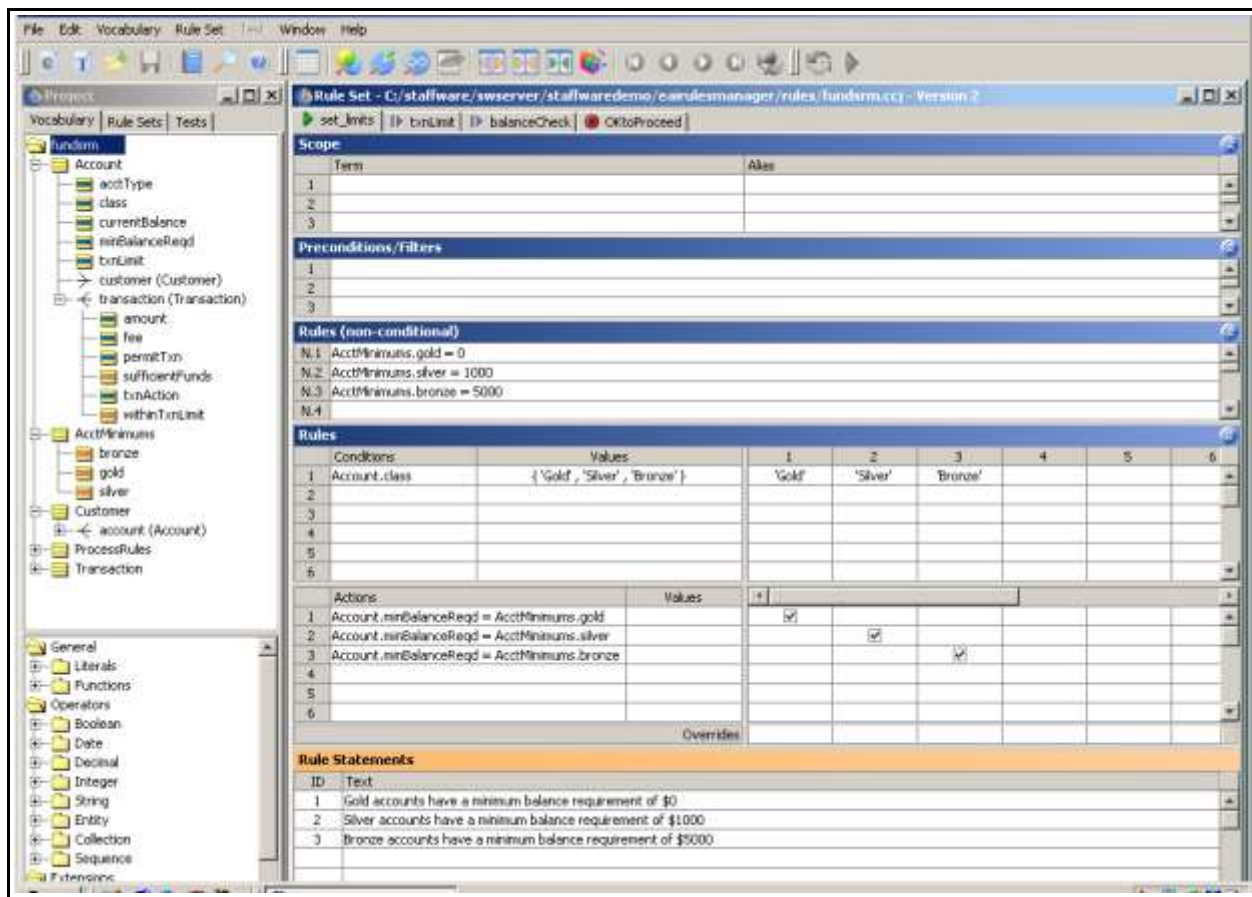 File Edit Vocabulary Rule Set Window Help
Project
Vocabulary Rule Sets Tests
fundsrm
Account
acctType
class
currentBalance
minBalanceReqd
txnLimit
customer (Customer)
transaction (Transaction)
amount
fee
permitTxn
sufficientFunds
txnAction
withinTxnLimit
AcctMinimums
bronze
gold
silver
Customer
account (Account)
ProcessRules
Transaction
General
Literals
Functions
Operators
Boolean
Date
Decimal
Integer
String
Entity
Collection
Sequence
Extensions
Rule Set - C:/staffware/swserver/staffwaredemo/eairulesmanager/rules/fundsrm.ccj - Version 2
set_limits txnLimit balanceCheck OKtoProceed
Scope
Term Alias
1
2
3
Preconditions/Filters
1
2
3
Rules (non-conditional)
N.1 AcctMinimums.gold = 0
N.2 AcctMinimums.silver = 1000
N.3 AcctMinimums.bronze = 5000
N.4
Rules
Conditions Values 1 2 3 4 5 6
1 Account.class { 'Gold' , 'Silver' , 'Bronze' } 'Gold' 'Silver' 'Bronze'
2
3
4
5
6
Actions Values
1 Account.minBalanceReqd = AcctMinimums.gold
2 Account.minBalanceReqd = AcctMinimums.silver
3 Account.minBalanceReqd = AcctMinimums.bronze
4
5
6
Overrides
Rule Statements
ID Text
1 Gold accounts have a minimum balance requirement of $0
2 Silver accounts have a minimum balance requirement of $1000
3 Bronze accounts have a minimum balance requirement of $5000